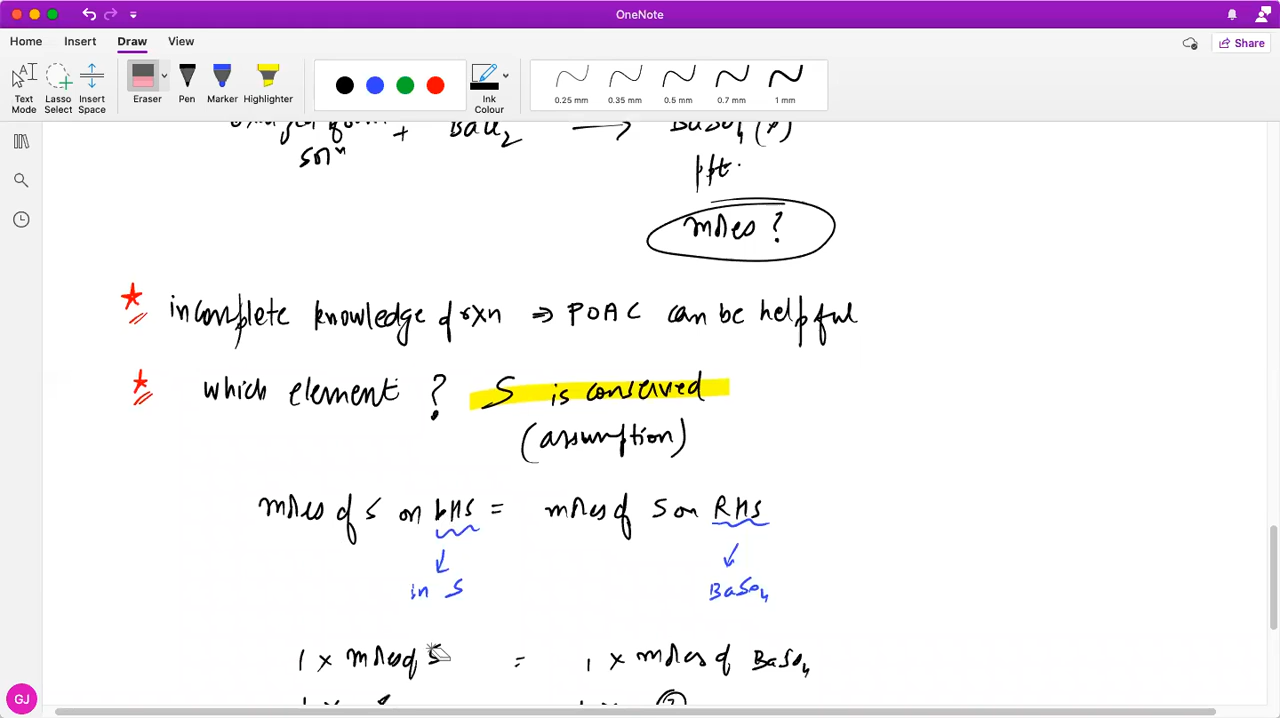 OneNote
Home Insert Draw View
Share
Text Mode
Lasso Select
Insert Space
Eraser
Pen
Marker
Highlighter
Ink Colour
0.25 mm 0.35 mm 0.5 mm 0.7 mm 1 mm
+ BaCl2 → BaSO4 (s)
solⁿ
ppt.
moles ?
incomplete knowledge of rxn ⇒ POAC can be helpful
which element ? S is conserved
(assumption)
moles of S on LHS = moles of S on RHS
in S BaSO4
1 x moles of S = 1 x moles of BaSO4
GJ